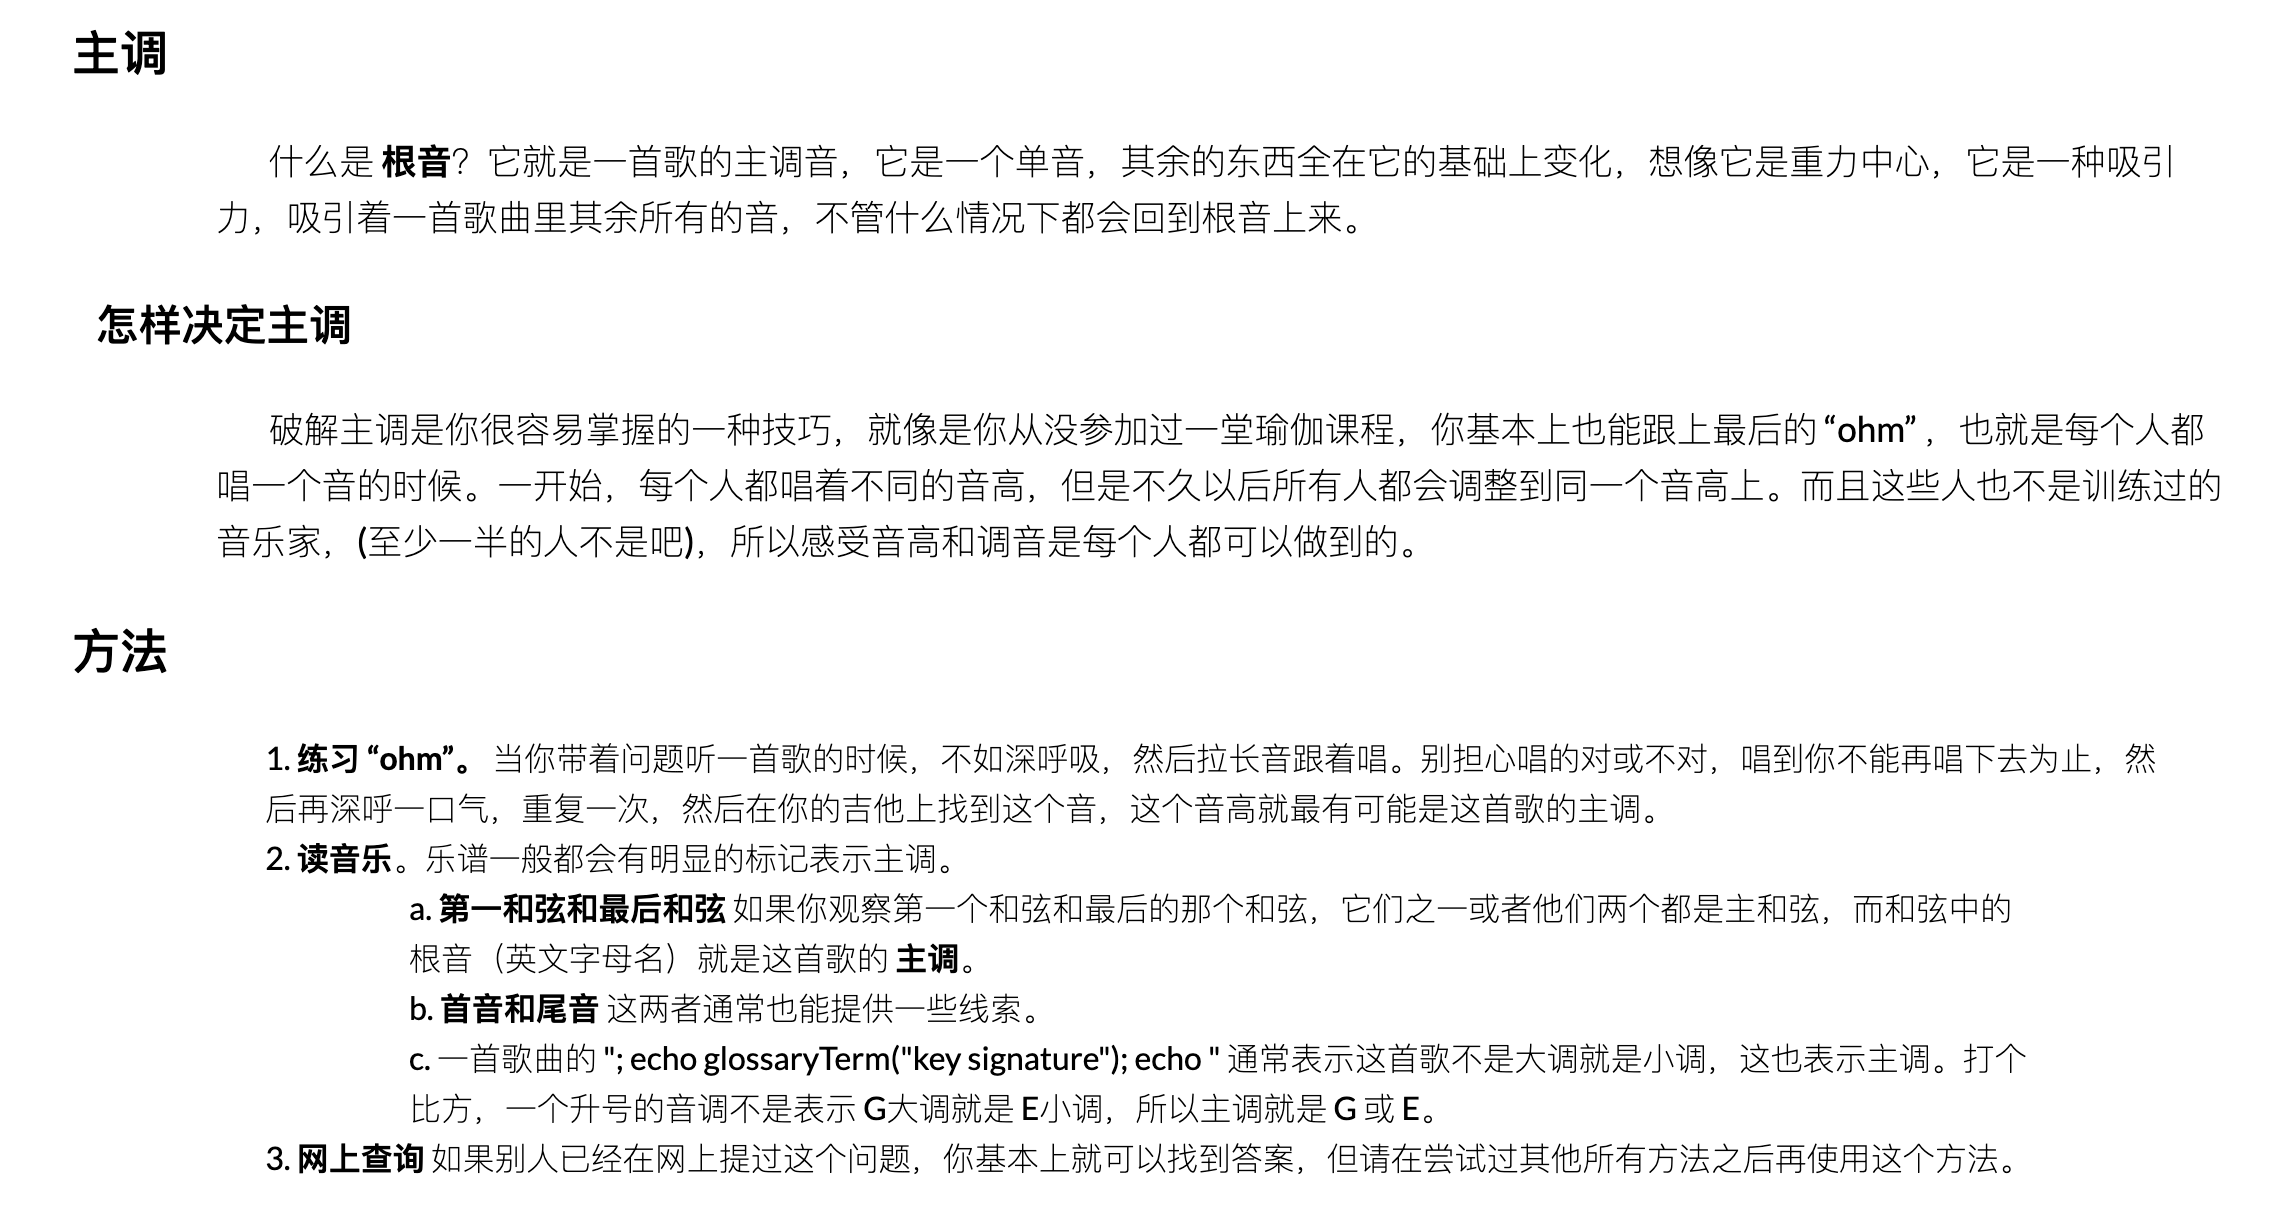 主调
什么是 根音？它就是一首歌的主调音，它是一个单音，其余的东西全在它的基础上变化，想像它是重力中心，它是一种吸引
力，吸引着一首歌曲里其余所有的音，不管什么情况下都会回到根音上来。
怎样决定主调
破解主调是你很容易掌握的一种技巧，就像是你从没参加过一堂瑜伽课程，你基本上也能跟上最后的 “ohm” ，也就是每个人都
唱一个音的时候。一开始，每个人都唱着不同的音高，但是不久以后所有人都会调整到同一个音高上。而且这些人也不是训练过的
音乐家，(至少一半的人不是吧)，所以感受音高和调音是每个人都可以做到的。
方法
1. 练习 “ohm”。 当你带着问题听一首歌的时候，不如深呼吸，然后拉长音跟着唱。别担心唱的对或不对，唱到你不能再唱下去为止，然
后再深呼一口气，重复一次，然后在你的吉他上找到这个音，这个音高就最有可能是这首歌的主调。
2. 读音乐。乐谱一般都会有明显的标记表示主调。
a. 第一和弦和最后和弦 如果你观察第一个和弦和最后的那个和弦，它们之一或者他们两个都是主和弦，而和弦中的
根音（英文字母名）就是这首歌的 主调。
b. 首音和尾音 这两者通常也能提供一些线索。
c. 一首歌曲的 "; echo glossaryTerm("key signature"); echo " 通常表示这首歌不是大调就是小调，这也表示主调。打个
比方，一个升号的音调不是表示 G大调就是 E小调，所以主调就是 G 或 E。
3. 网上查询 如果别人已经在网上提过这个问题，你基本上就可以找到答案，但请在尝试过其他所有方法之后再使用这个方法。